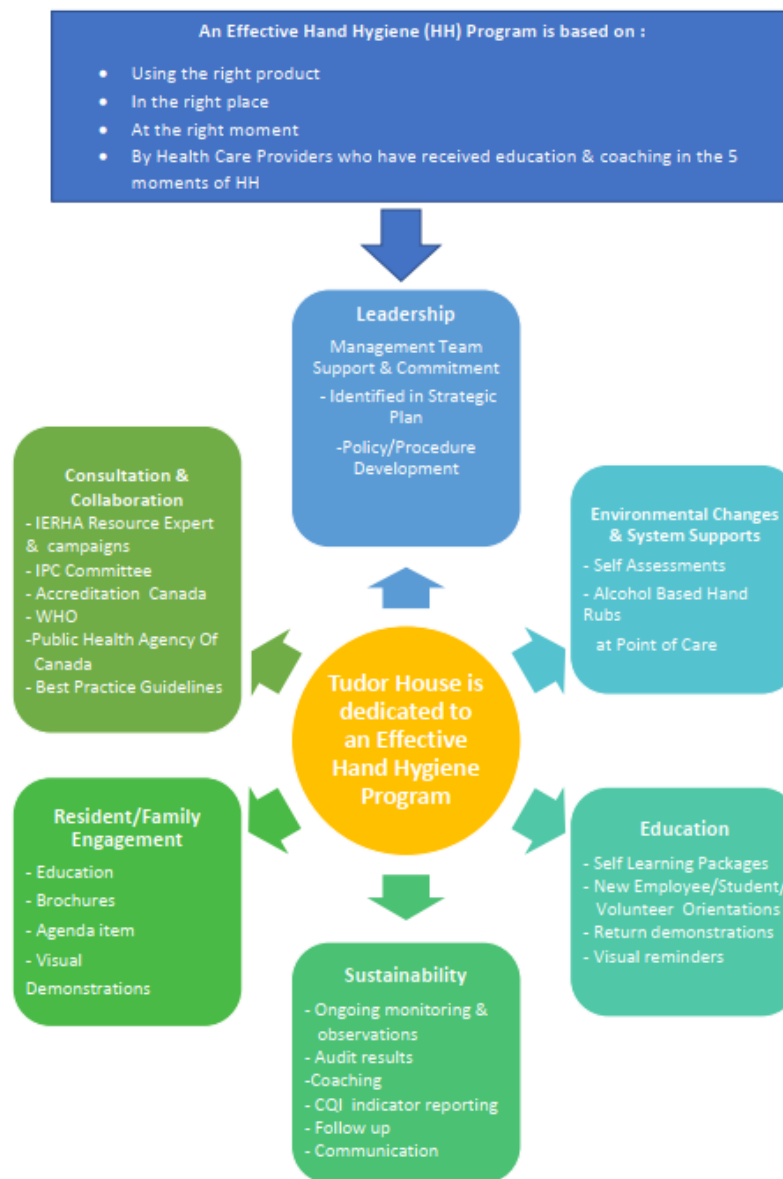 An Effective Hand Hygiene (HH) Program is based on :
• Using the right product
• In the right place
• At the right moment
• By Health Care Providers who have received education & coaching in the 5
moments of HH
Leadership
Management Team
Support & Commitment
- Identified in Strategic
Plan
-Policy/Procedure
Development
Consultation &
Collaboration
- IERHA Resource Expert
& campaigns
- IPC Committee
- Accreditation Canada
- WHO
-Public Health Agency Of
Canada
- Best Practice Guidelines
Environmental Changes
& System Supports
- Self Assessments
- Alcohol Based Hand
Rubs
at Point of Care
Tudor House is
dedicated to
an Effective
Hand Hygiene
Program
Resident/Family
Engagement
- Education
- Brochures
- Agenda item
- Visual
Demonstrations
Education
- Self Learning Packages
- New Employee/Student/
Volunteer Orientations
- Return demonstrations
- Visual reminders
Sustainability
- Ongoing monitoring &
observations
- Audit results
-Coaching
- CQI indicator reporting
- Follow up
- Communication